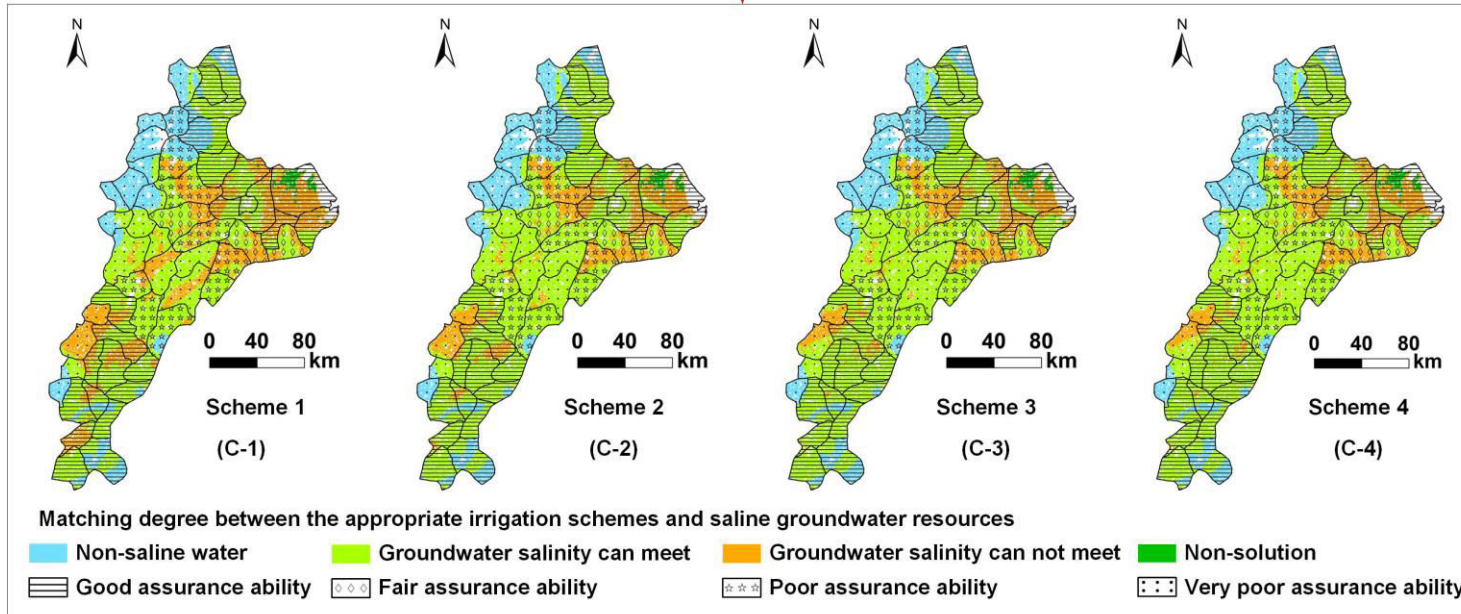 N N N N
0 40 80 0 40 80 0 40 80 0 40 80
km km km km
Scheme 1 Scheme 2 Scheme 3 Scheme 4
(C-1) (C-2) (C-3) (C-4)
Matching degree between the appropriate irrigation schemes and saline groundwater resources
Non-saline water Groundwater salinity can meet Groundwater salinity can not meet Non-solution
Good assurance ability Fair assurance ability Poor assurance ability Very poor assurance ability